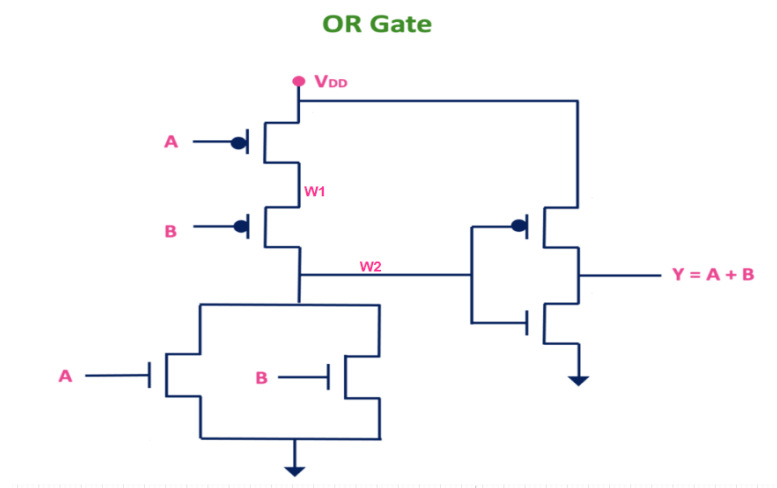 OR Gate
VDD
A
W1
B
W2
Y = A + B
A
B